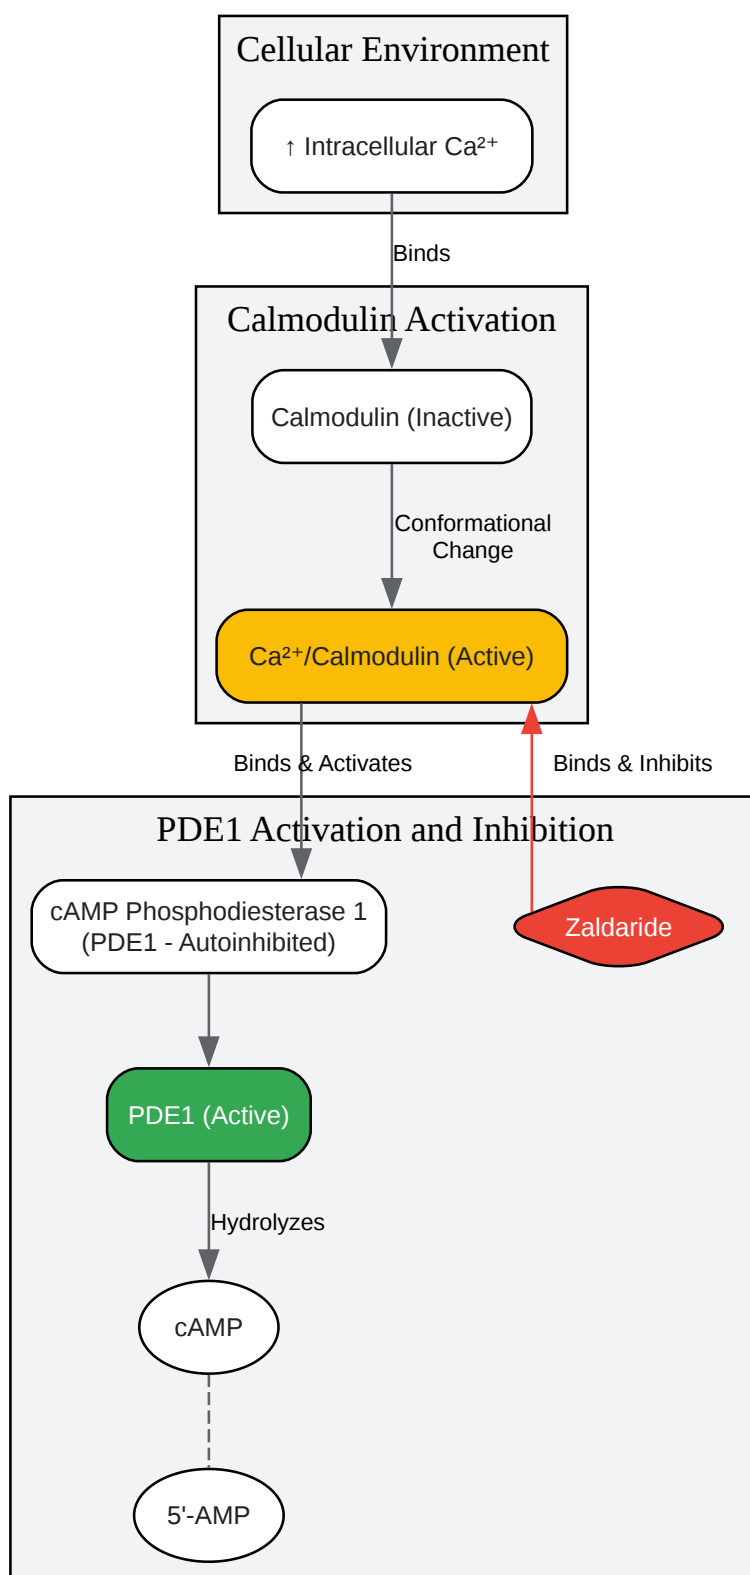 Cellular Environment
↑ Intracellular Ca²⁺
Binds
Calmodulin Activation
Calmodulin (Inactive)
Conformational
Change
Ca²⁺/Calmodulin (Active)
Binds & Activates
Binds & Inhibits
PDE1 Activation and Inhibition
cAMP Phosphodiesterase 1
(PDE1 - Autoinhibited)
Zaldaride
PDE1 (Active)
Hydrolyzes
cAMP
5'-AMP